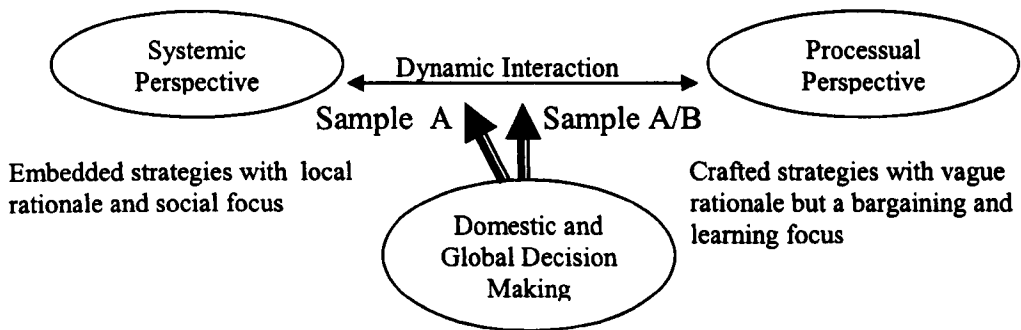 Systemic
Perspective
Dynamic Interaction
Processual
Perspective
Sample A
Sample A/B
Embedded strategies with local
rationale and social focus
Crafted strategies with vague
rationale but a bargaining and
learning focus
Domestic and
Global Decision
Making